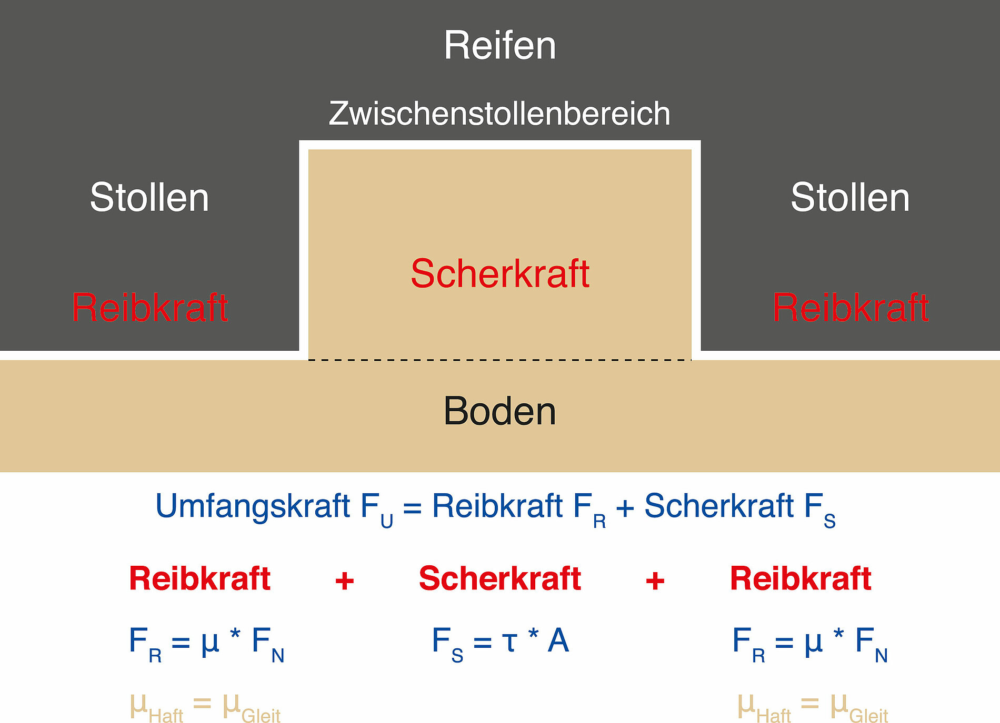 Reifen
Zwischenstollenbereich
Stollen Stollen
Scherkraft
Reibkraft Reibkraft
Boden
Umfangskraft F_U = Reibkraft F_R + Scherkraft F_S
Reibkraft + Scherkraft + Reibkraft
F_R = µ * F_N F_S = τ * A F_R = µ * F_N
µ_Haft = µ_Gleit µ_Haft = µ_Gleit